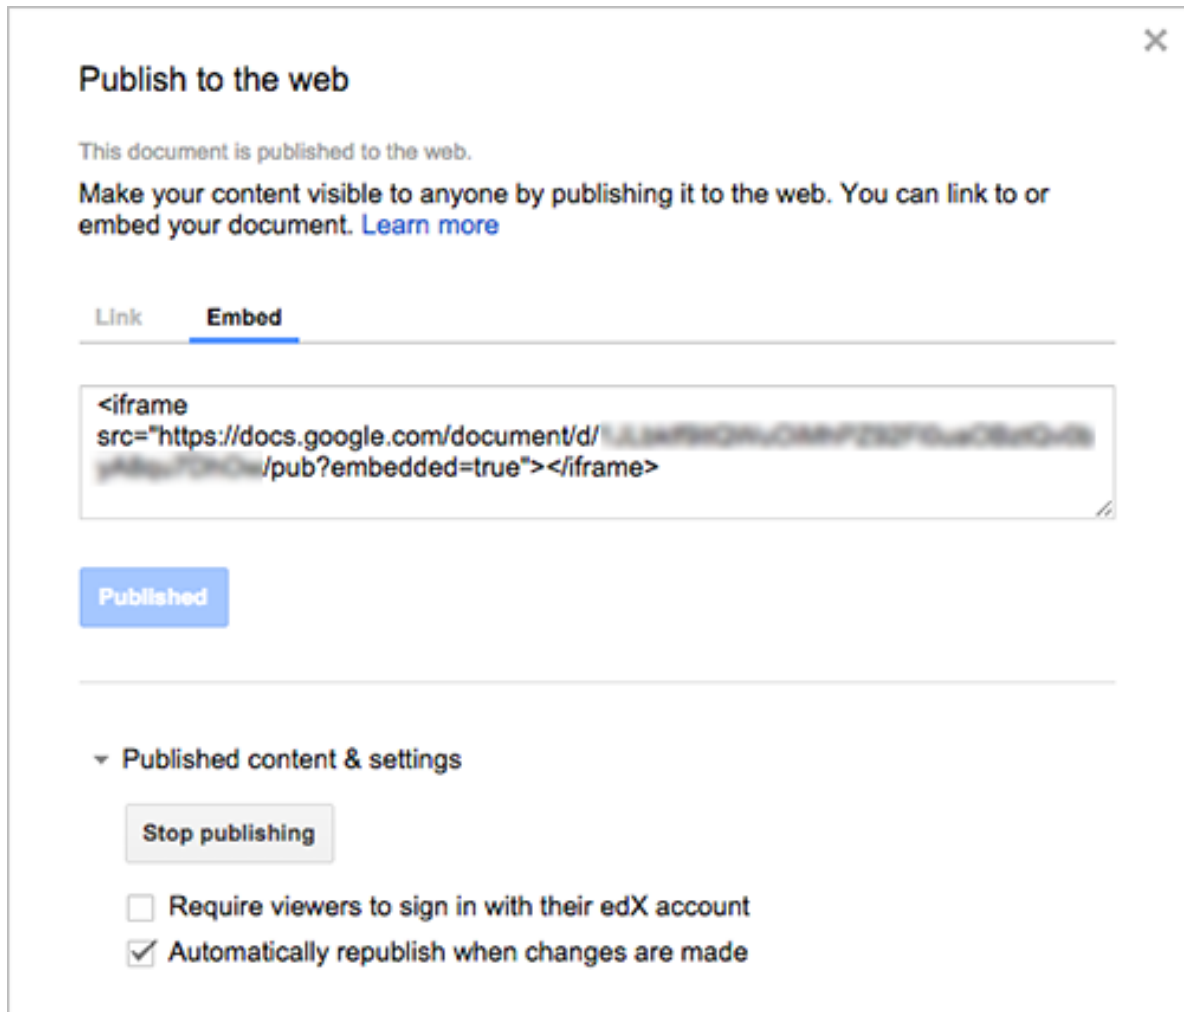 Publish to the web
This document is published to the web.
Make your content visible to anyone by publishing it to the web. You can link to or
embed your document. Learn more
Link Embed
<iframe
src="https://docs.google.com/document/d/
/pub?embedded=true"></iframe>
Published
Published content & settings
Stop publishing
Require viewers to sign in with their edX account
Automatically republish when changes are made